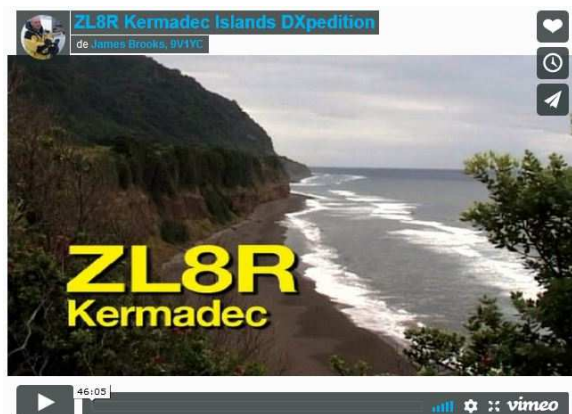 ZL8R Kermadec Islands DXpedition
de James Brooks, 9V1YC
ZL8R
Kermadec
46:05
vimeo